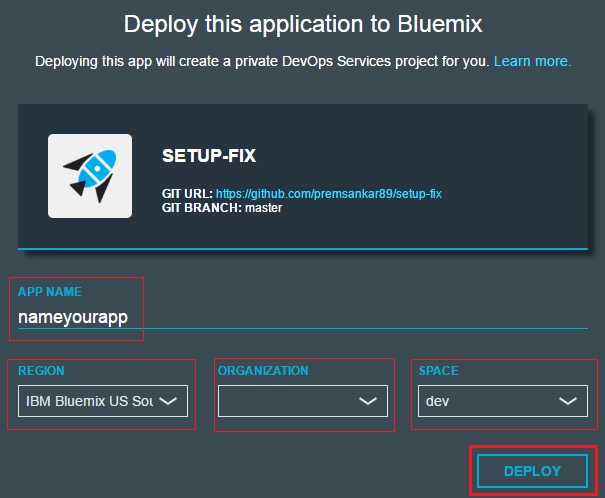 Deploy this application to Bluemix
Deploying this app will create a private DevOps Services project for you. Learn more.
SETUP-FIX
GIT URL: https://github.com/premsankar89/setup-fix
GIT BRANCH: master
APP NAME
nameyourapp
REGION ORGANIZATION SPACE
IBM Bluemix US Sou dev
DEPLOY